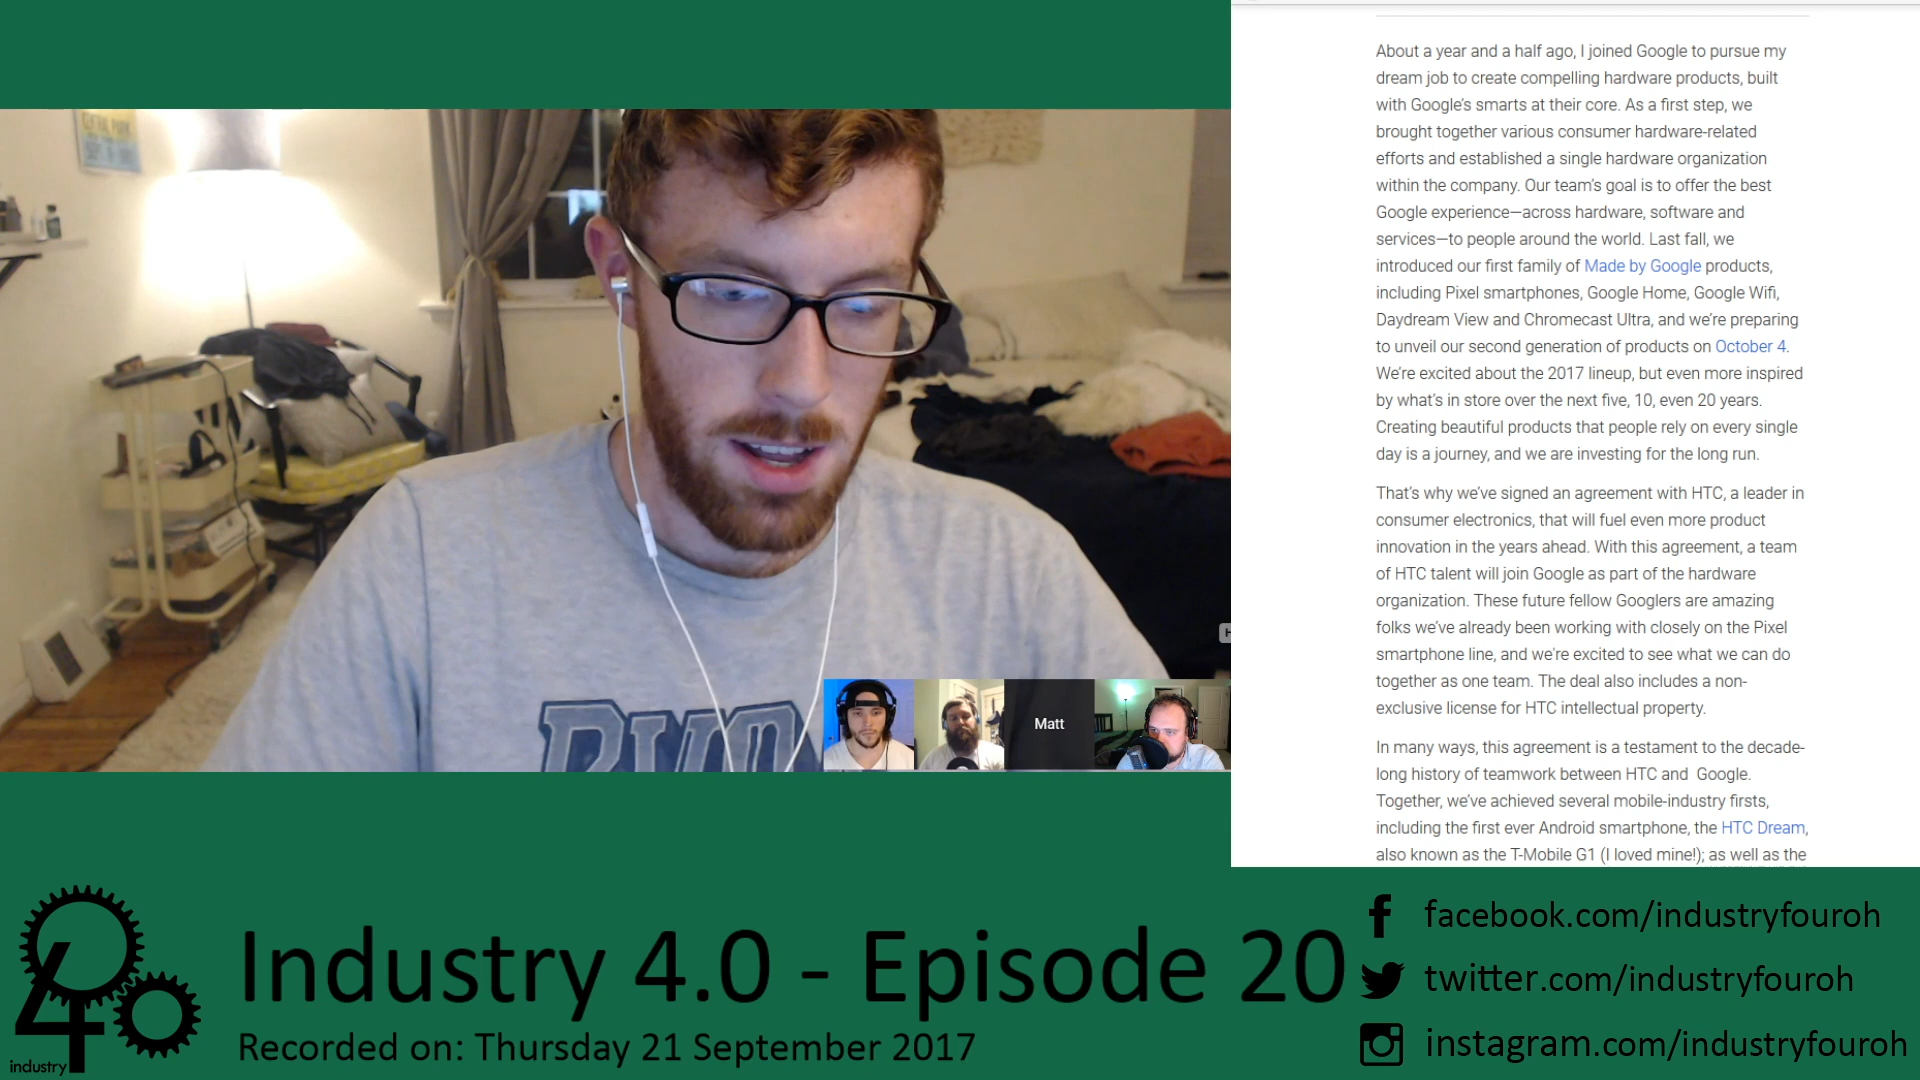 About a year and a half ago, I joined Google to pursue my
dream job to create compelling hardware products, built
with Google's smarts at their core. As a first step, we
brought together various consumer hardware-related
efforts and established a single hardware organization
within the company. Our team's goal is to offer the best
Google experience—across hardware, software and
services—to people around the world. Last fall, we
introduced our first family of Made by Google products,
including Pixel smartphones, Google Home, Google Wifi,
Daydream View and Chromecast Ultra, and we're preparing
to unveil our second generation of products on October 4.
We're excited about the 2017 lineup, but even more inspired
by what's in store over the next five, 10, even 20 years.
Creating beautiful products that people rely on every single
day is a journey, and we are investing for the long run.
That's why we've signed an agreement with HTC, a leader in
consumer electronics, that will fuel even more product
innovation in the years ahead. With this agreement, a team
of HTC talent will join Google as part of the hardware
organization. These future fellow Googlers are amazing
folks we've already been working with closely on the Pixel
smartphone line, and we're excited to see what we can do
together as one team. The deal also includes a non-
exclusive license for HTC intellectual property.
In many ways, this agreement is a testament to the decade-
long history of teamwork between HTC and Google.
Together, we've achieved several mobile-industry firsts,
including the first ever Android smartphone, the HTC Dream,
also known as the T-Mobile G1 (I loved mine!); as well as the
Matt
4.0
industry
Industry 4.0 - Episode 20
Recorded on: Thursday 21 September 2017
facebook.com/industryfouroh
twitter.com/industryfouroh
instagram.com/industryfouroh